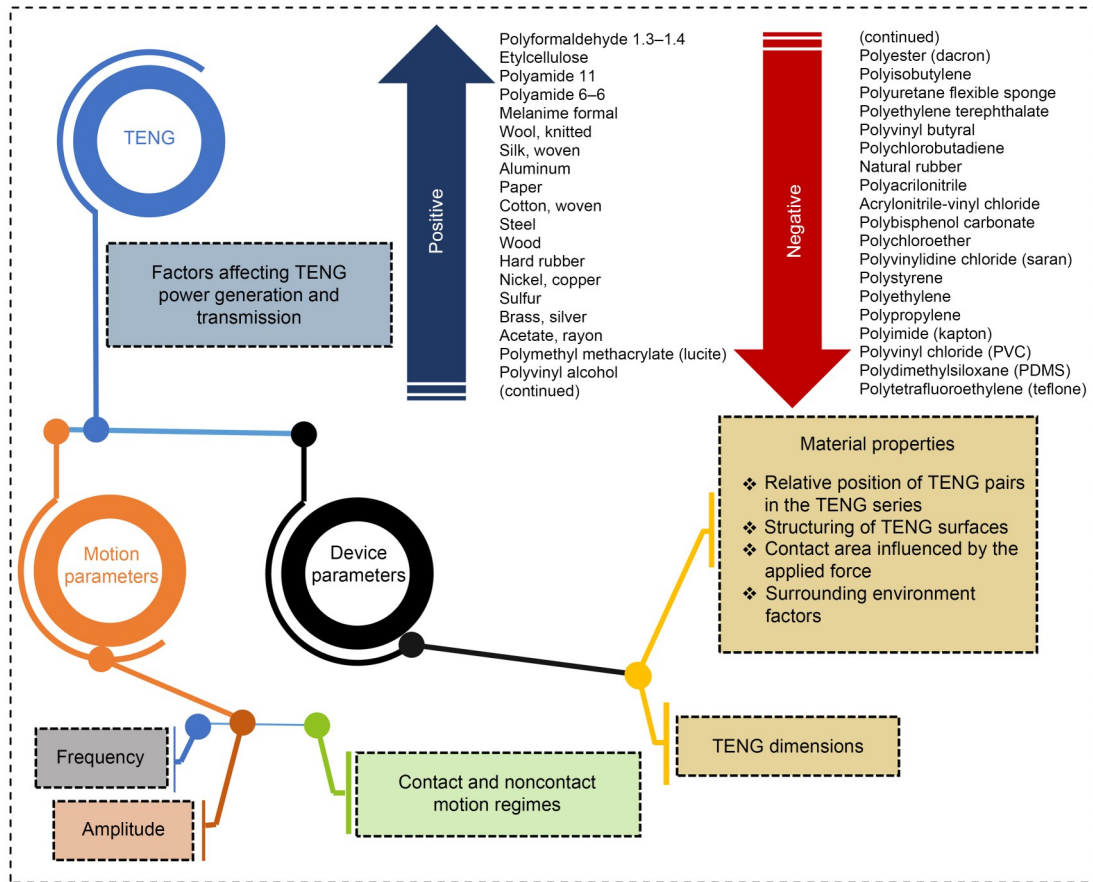 TENG
Factors affecting TENG
power generation and
transmission
Positive
Polyformaldehyde 1.3–1.4
Etylcellulose
Polyamide 11
Polyamide 6–6
Melanime formal
Wool, knitted
Silk, woven
Aluminum
Paper
Cotton, woven
Steel
Wood
Hard rubber
Nickel, copper
Sulfur
Brass, silver
Acetate, rayon
Polymethyl methacrylate (lucite)
Polyvinyl alcohol
(continued)
Negative
(continued)
Polyester (dacron)
Polyisobutylene
Polyuretane flexible sponge
Polyethylene terephthalate
Polyvinyl butyral
Polychlorobutadiene
Natural rubber
Polyacrilonitrile
Acrylonitrile-vinyl chloride
Polybisphenol carbonate
Polychloroether
Polyvinylidine chloride (saran)
Polystyrene
Polyethylene
Polypropylene
Polyimide (kapton)
Polyvinyl chloride (PVC)
Polydimethylsiloxane (PDMS)
Polytetrafluoroethylene (teflone)
Motion
parameters
Device
parameters
Material properties
❖ Relative position of TENG pairs
in the TENG series
❖ Structuring of TENG surfaces
❖ Contact area influenced by the
applied force
❖ Surrounding environment
factors
TENG dimensions
Frequency
Amplitude
Contact and noncontact
motion regimes